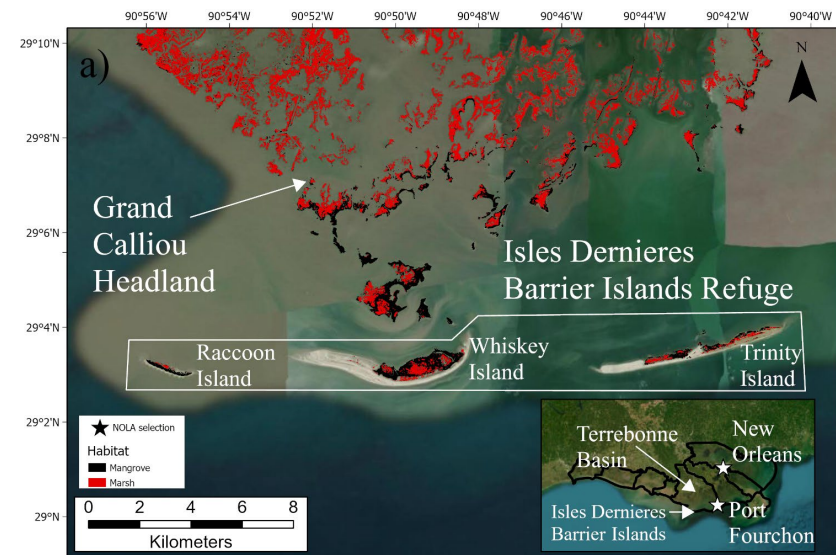 90°56'W 90°54'W 90°52'W 90°50'W 90°48'W 90°46'W 90°44'W 90°42'W 90°40'W
29°10'N
29°8'N
29°6'N
29°4'N
29°2'N
29°N
a)
N
Grand
Calliou
Headland
Isles Dernieres
Barrier Islands Refuge
Raccoon
Island
Whiskey
Island
Trinity
Island
NOLA selection
Habitat
Mangrove
Marsh
0 2 4 6 8
Kilometers
Terrebonne
Basin
New
Orleans
Isles Dernieres
Barrier Islands
Port
Fourchon